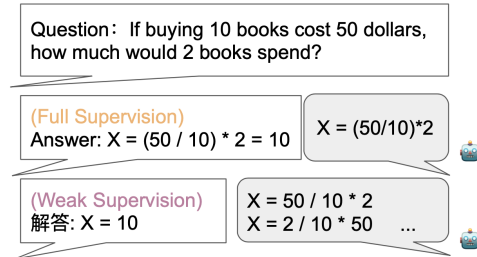 Question：If buying 10 books cost 50 dollars,
how much would 2 books spend?
(Full Supervision)
Answer: X = (50 / 10) * 2 = 10
X = (50/10)*2
(Weak Supervision)
解答: X = 10
X = 50 / 10 * 2
X = 2 / 10 * 50 ...